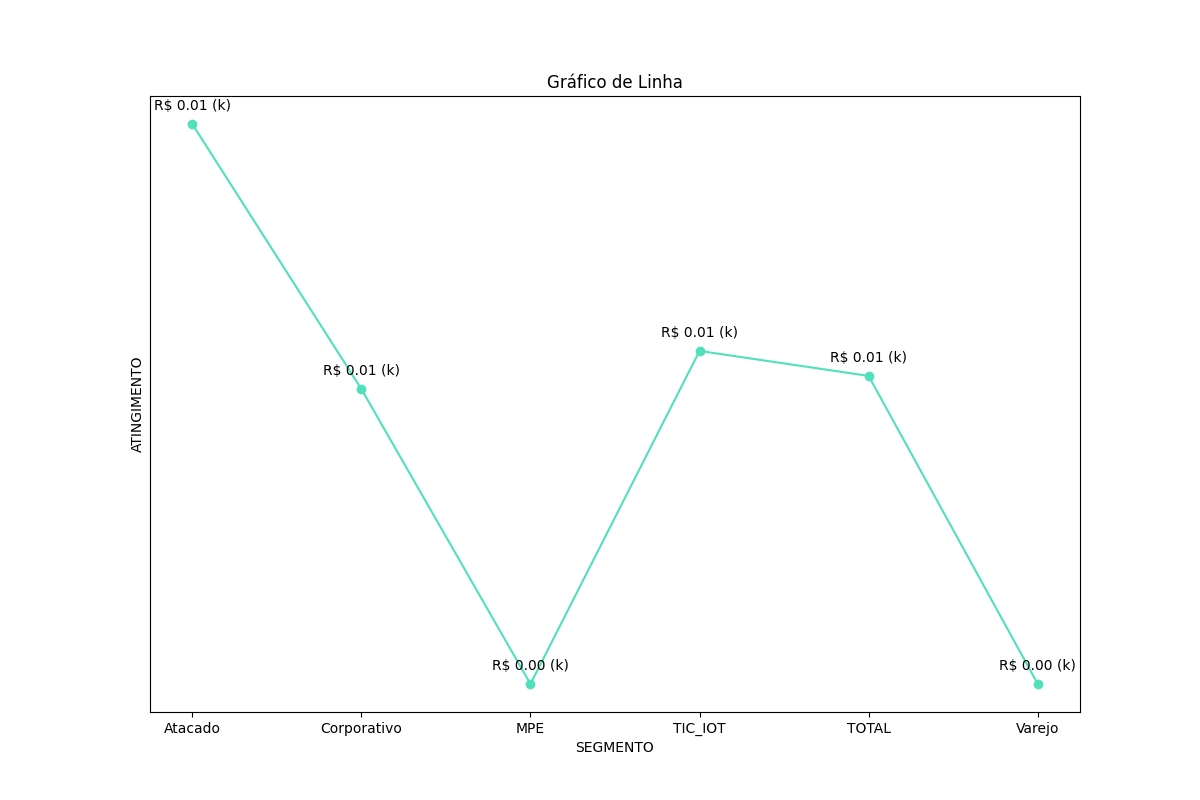 Gráfico de Linha
R$ 0.01 (k)
R$ 0.01 (k)
R$ 0.00 (k)
R$ 0.01 (k)
R$ 0.01 (k)
R$ 0.00 (k)
ATINGIMENTO
Atacado Corporativo MPE TIC_IOT TOTAL Varejo
SEGMENTO